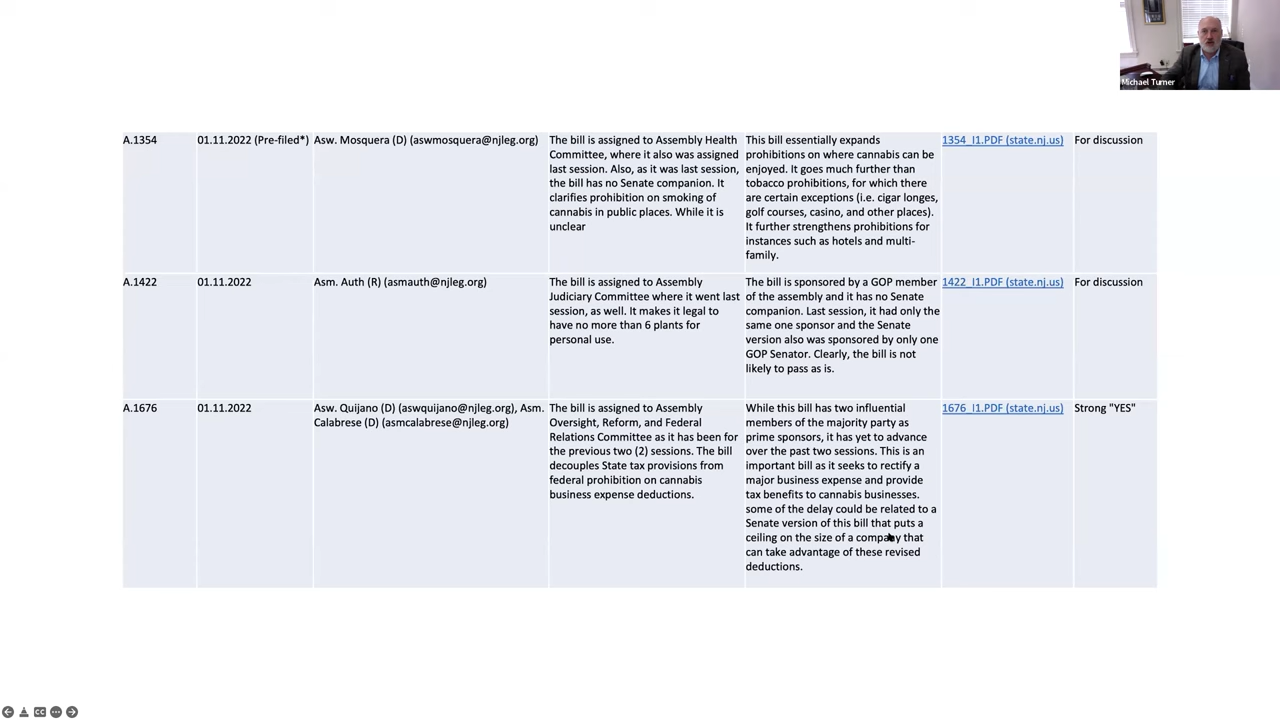 Michael Turner
A.1354
01.11.2022 (Pre-filed*)
Asw. Mosquera (D) (aswmosquera@njleg.org)
The bill is assigned to Assembly Health
Committee, where it also was assigned
last session. Also, as it was last session,
the bill has no Senate companion. It
clarifies prohibition on smoking of
cannabis in public places. While it is
unclear
This bill essentially expands
prohibitions on where cannabis can be
enjoyed. It goes much further than
tobacco prohibitions, for which there
are certain exceptions (i.e. cigar longes,
golf courses, casino, and other places).
It further strengthens prohibitions for
instances such as hotels and multi-
family.
1354_I1.PDF (state.nj.us)
For discussion
A.1422
01.11.2022
Asm. Auth (R) (asmauth@njleg.org)
The bill is assigned to Assembly
Judiciary Committee where it went last
session, as well. It makes it legal to
have no more than 6 plants for
personal use.
The bill is sponsored by a GOP member
of the assembly and it has no Senate
companion. Last session, it had only the
same one sponsor and the Senate
version also was sponsored by only one
GOP Senator. Clearly, the bill is not
likely to pass as is.
1422_I1.PDF (state.nj.us)
For discussion
A.1676
01.11.2022
Asw. Quijano (D) (aswquijano@njleg.org), Asm.
Calabrese (D) (asmcalabrese@njleg.org)
The bill is assigned to Assembly
Oversight, Reform, and Federal
Relations Committee as it has been for
the previous two (2) sessions. The bill
decouples State tax provisions from
federal prohibition on cannabis
business expense deductions.
While this bill has two influential
members of the majority party as
prime sponsors, it has yet to advance
over the past two sessions. This is an
important bill as it seeks to rectify a
major business expense and provide
tax benefits to cannabis businesses.
some of the delay could be related to a
Senate version of this bill that puts a
ceiling on the size of a company that
can take advantage of these revised
deductions.
1676_I1.PDF (state.nj.us)
Strong "YES"
CC